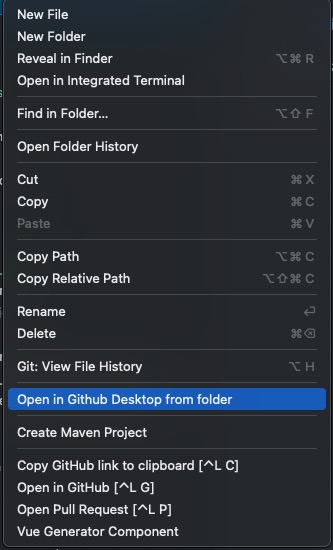 New File
New Folder
Reveal in Finder ⌥⌘ R
Open in Integrated Terminal
Find in Folder... ⌥⇧ F
Open Folder History
Cut ⌘ X
Copy ⌘ C
Paste ⌘ V
Copy Path ⌥⌘ C
Copy Relative Path ⌥⇧⌘ C
Rename ⏎
Delete ⌘⌫
Git: View File History ⌥ H
Open in Github Desktop from folder
Create Maven Project
Copy GitHub link to clipboard [^L C]
Open in GitHub [^L G]
Open Pull Request [^L P]
Vue Generator Component